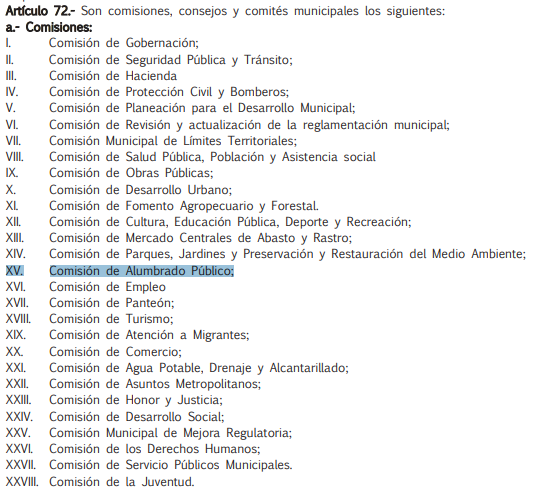 Artículo 72.- Son comisiones, consejos y comités municipales los siguientes:
a.- Comisiones:
I. Comisión de Gobernación;
II. Comisión de Seguridad Pública y Tránsito;
III. Comisión de Hacienda
IV. Comisión de Protección Civil y Bomberos;
V. Comisión de Planeación para el Desarrollo Municipal;
VI. Comisión de Revisión y actualización de la reglamentación municipal;
VII. Comisión Municipal de Límites Territoriales;
VIII. Comisión de Salud Pública, Población y Asistencia social
IX. Comisión de Obras Públicas;
X. Comisión de Desarrollo Urbano;
XI. Comisión de Fomento Agropecuario y Forestal.
XII. Comisión de Cultura, Educación Pública, Deporte y Recreación;
XIII. Comisión de Mercado Centrales de Abasto y Rastro;
XIV. Comisión de Parques, Jardines y Preservación y Restauración del Medio Ambiente;
XV. Comisión de Alumbrado Público;
XVI. Comisión de Empleo
XVII. Comisión de Panteón;
XVIII. Comisión de Turismo;
XIX. Comisión de Atención a Migrantes;
XX. Comisión de Comercio;
XXI. Comisión de Agua Potable, Drenaje y Alcantarillado;
XXII. Comisión de Asuntos Metropolitanos;
XXIII. Comisión de Honor y Justicia;
XXIV. Comisión de Desarrollo Social;
XXV. Comisión Municipal de Mejora Regulatoria;
XXVI. Comisión de los Derechos Humanos;
XXVII. Comisión de Servicio Públicos Municipales.
XXVIII. Comisión de la Juventud.